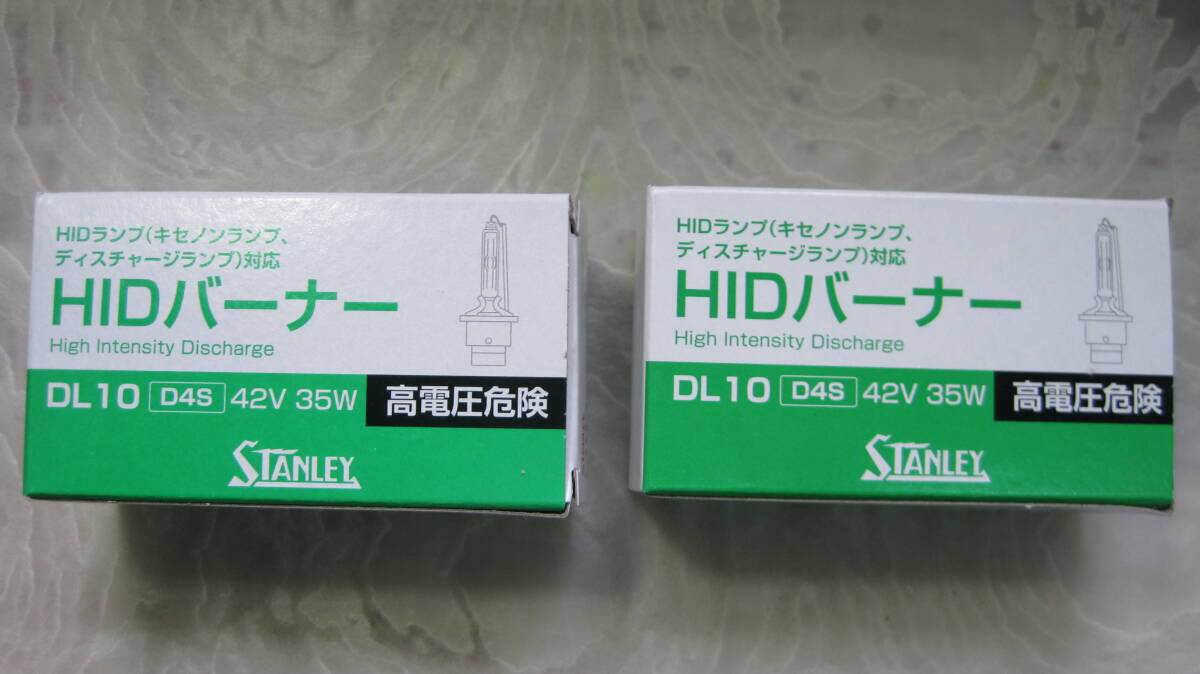 HIDランプ(キセノンランプ、
ディスチャージランプ)対応
HIDバーナー
High Intensity Discharge
DL10 D4S 42V 35W 高電圧危険
STANLEY
HIDランプ(キセノンランプ、
ディスチャージランプ)対応
HIDバーナー
High Intensity Discharge
DL10 D4S 42V 35W 高電圧危険
STANLEY